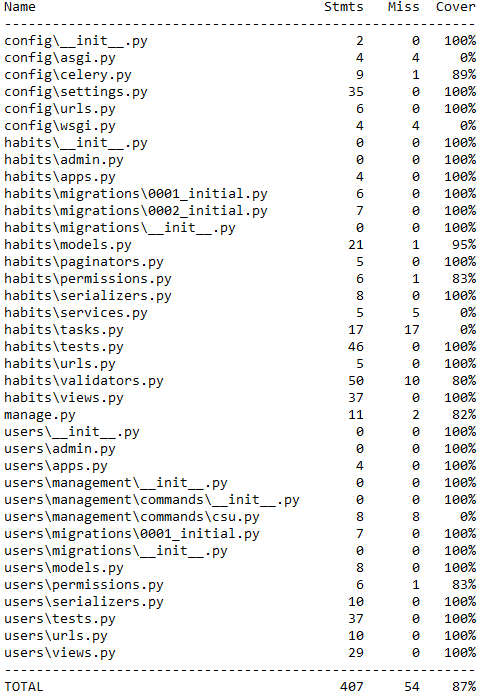 Name Stmts Miss Cover
-----------------------------------------------------------
config\__init__.py 2 0 100%
config\asgi.py 4 4 0%
config\celery.py 9 1 89%
config\settings.py 35 0 100%
config\urls.py 6 0 100%
config\wsgi.py 4 4 0%
habits\__init__.py 0 0 100%
habits\admin.py 0 0 100%
habits\apps.py 4 0 100%
habits\migrations\0001_initial.py 6 0 100%
habits\migrations\0002_initial.py 7 0 100%
habits\migrations\__init__.py 0 0 100%
habits\models.py 21 1 95%
habits\paginators.py 5 0 100%
habits\permissions.py 6 1 83%
habits\serializers.py 8 0 100%
habits\services.py 5 5 0%
habits\tasks.py 17 17 0%
habits\tests.py 46 0 100%
habits\urls.py 5 0 100%
habits\validators.py 50 10 80%
habits\views.py 37 0 100%
manage.py 11 2 82%
users\__init__.py 0 0 100%
users\admin.py 0 0 100%
users\apps.py 4 0 100%
users\management\__init__.py 0 0 100%
users\management\commands\__init__.py 0 0 100%
users\management\commands\csu.py 8 8 0%
users\migrations\0001_initial.py 7 0 100%
users\migrations\__init__.py 0 0 100%
users\models.py 8 0 100%
users\permissions.py 6 1 83%
users\serializers.py 10 0 100%
users\tests.py 37 0 100%
users\urls.py 10 0 100%
users\views.py 29 0 100%
-----------------------------------------------------------
TOTAL 407 54 87%